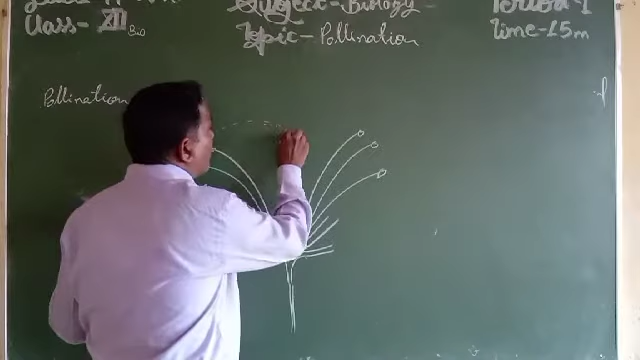 Subject - Biology
Class - XII Bio
Topic - Pollination
Time - 15m
Pollination